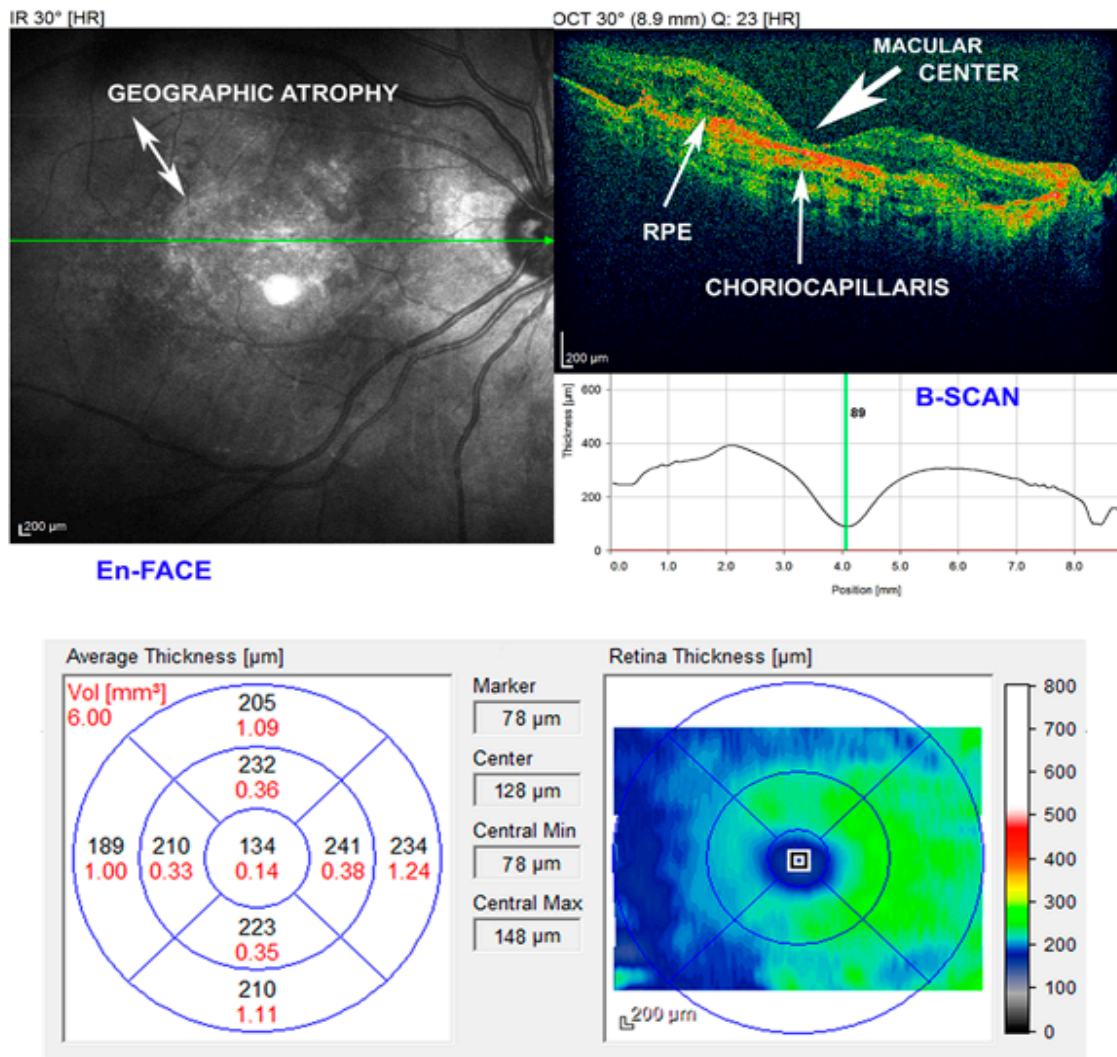 IR 30° [HR]
GEOGRAPHIC ATROPHY
200 µm
En-FACE
OCT 30° (8.9 mm) Q: 23 [HR]
MACULAR
CENTER
RPE
CHORIOCAPILLARIS
200 µm
B-SCAN
89
Thickness [µm]
600
400
200
0
0.0 1.0 2.0 3.0 4.0 5.0 6.0 7.0 8.0
Position [mm]
Average Thickness [µm]
Vol [mm³]
6.00
205
1.09
232
0.36
189 210 134 241 234
1.00 0.33 0.14 0.38 1.24
223
0.35
210
1.11
Marker
78 µm
Center
128 µm
Central Min
78 µm
Central Max
148 µm
Retina Thickness [µm]
200 µm
800
700
600
500
400
300
200
100
0